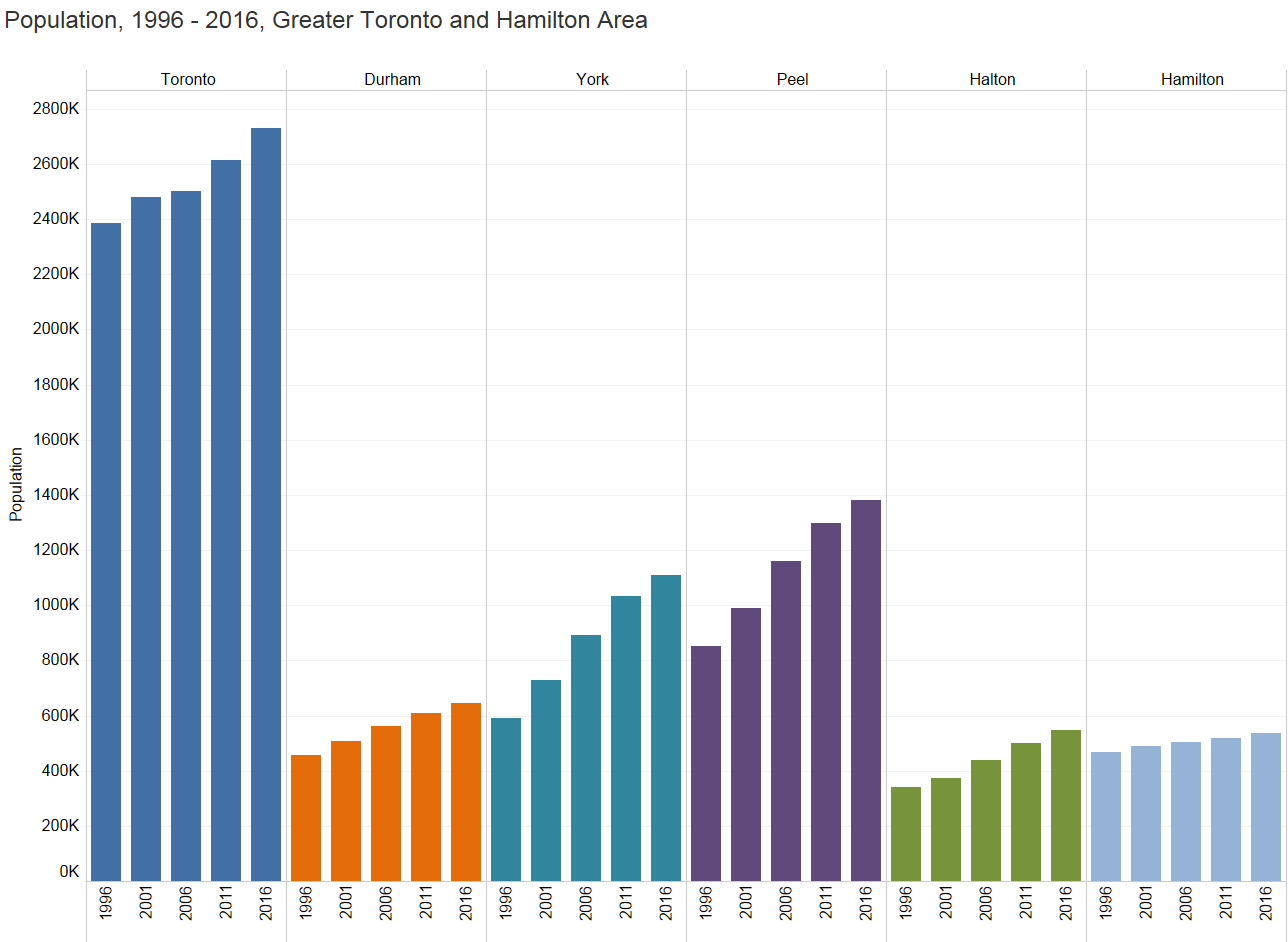 Population, 1996 - 2016, Greater Toronto and Hamilton Area
Toronto Durham York Peel Halton Hamilton
2800K
2600K
2400K
2200K
2000K
1800K
1600K
1400K
1200K
1000K
800K
600K
400K
200K
0K
Population
1996 2001 2006 2011 2016 1996 2001 2006 2011 2016 1996 2001 2006 2011 2016 1996 2001 2006 2011 2016 1996 2001 2006 2011 2016 1996 2001 2006 2011 2016